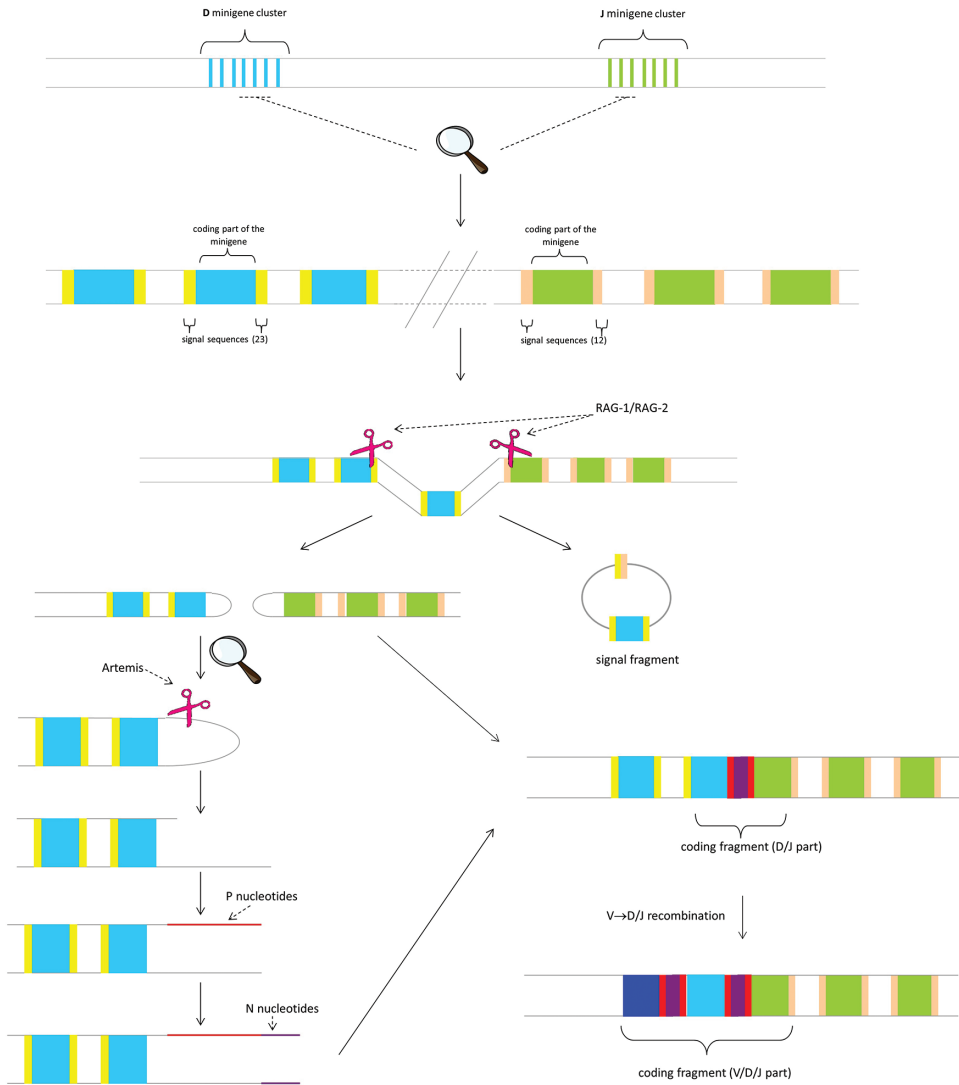 D minigene cluster
J minigene cluster
coding part of the
minigene
coding part of the
minigene
signal sequences (23)
signal sequences (12)
RAG-1/RAG-2
signal fragment
Artemis
coding fragment (D/J part)
P nucleotides
V→D/J recombination
N nucleotides
coding fragment (V/D/J part)